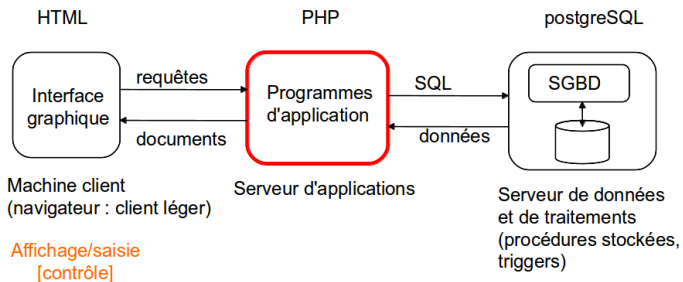 HTML
PHP
postgreSQL
Interface
graphique
requêtes
documents
Programmes
d'application
SQL
données
SGBD
Machine client
(navigateur : client léger)
Serveur d'applications
Serveur de données
et de traitements
(procédures stockées,
triggers)
Affichage/saisie
[contrôle]